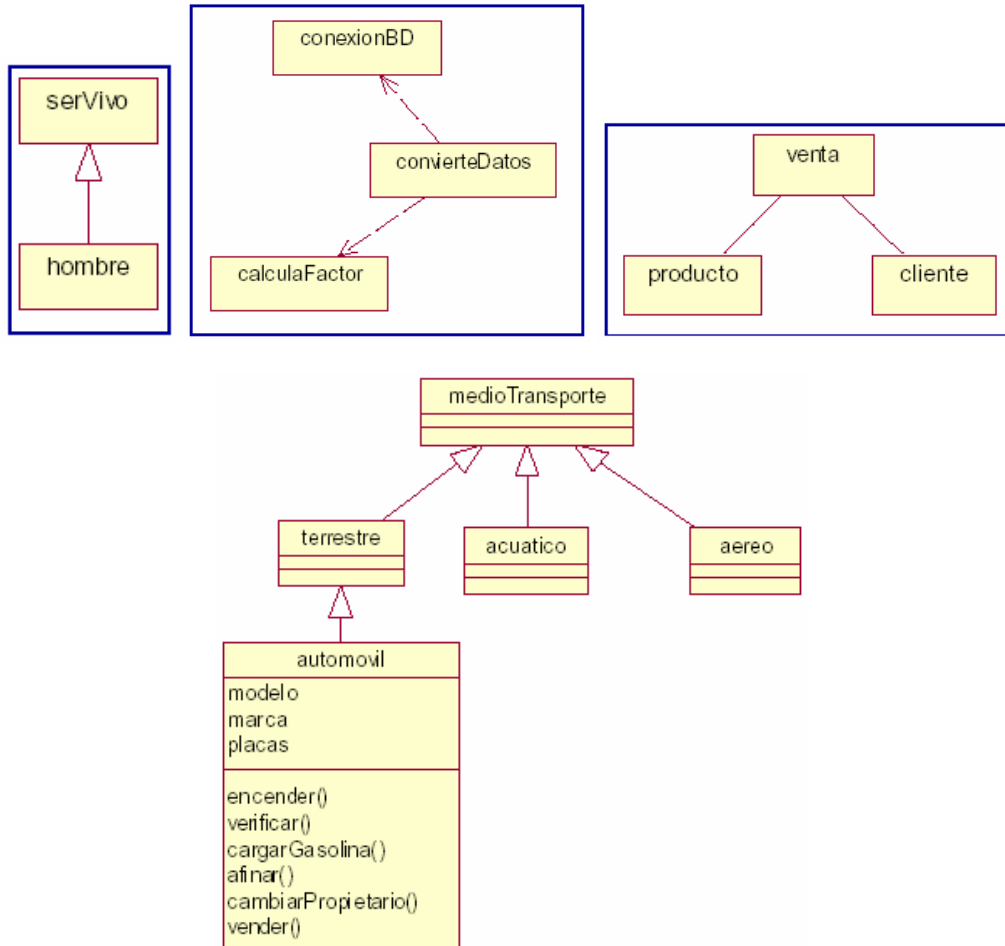 conexionBD
serVivo
convierteDatos
venta
hombre
calculaFactor
producto
cliente
medioTransporte
terrestre
acuatico
aereo
automovil
modelo
marca
placas
encender()
verificar()
cargarGasolina()
afinar()
cambiarPropietario()
vender()